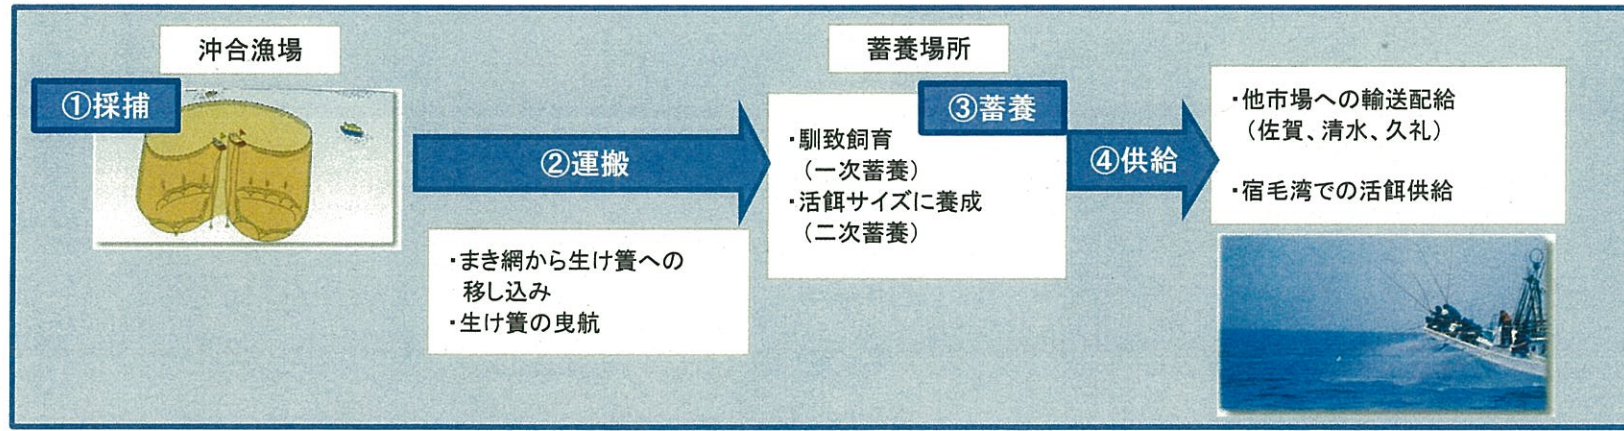 沖合漁場
①採捕
②運搬
・まき網から生け簀への
移し込み
・生け簀の曳航
蓄養場所
③蓄養
・馴致飼育
（一次蓄養）
・活餌サイズに養成
（二次蓄養）
④供給
・他市場への輸送配給
（佐賀、清水、久礼）
・宿毛湾での活餌供給